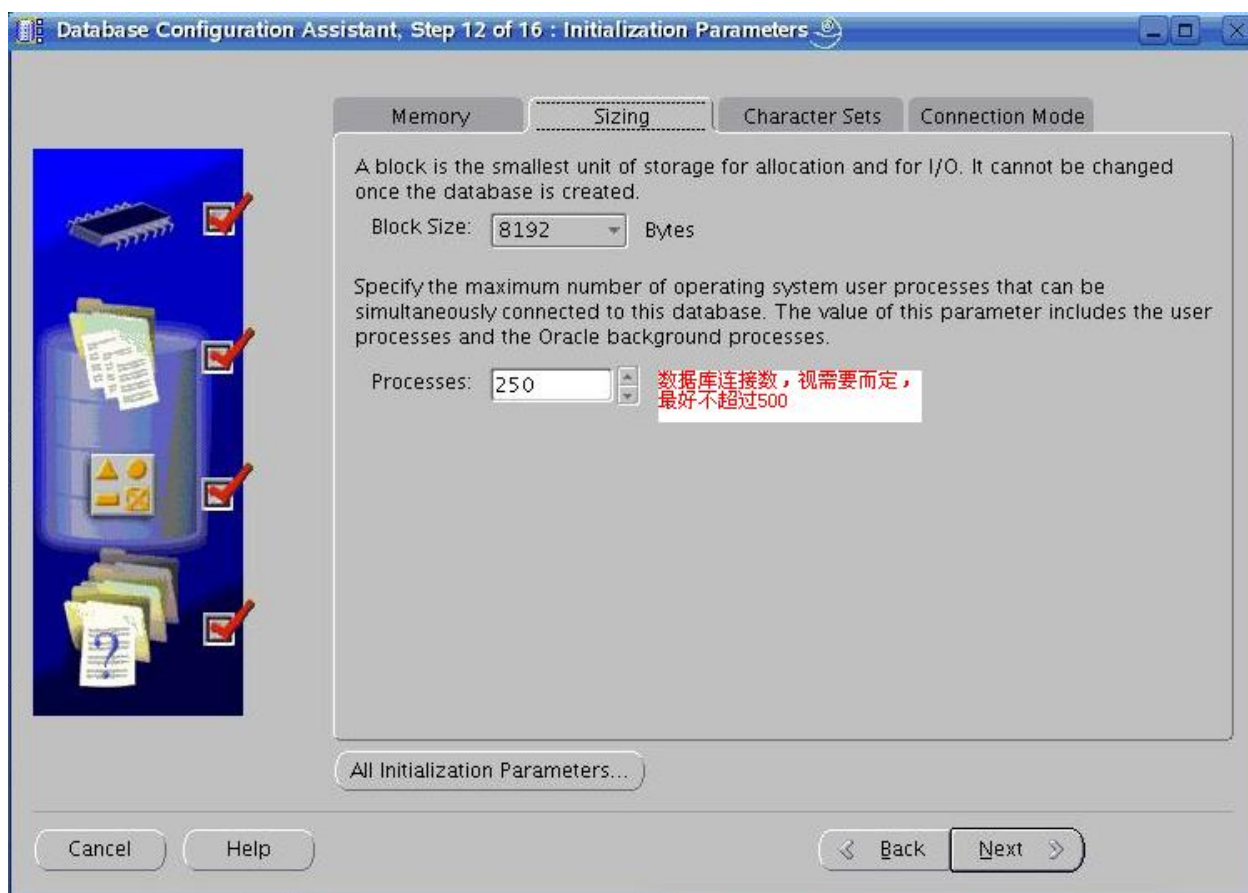 Database Configuration Assistant, Step 12 of 16 : Initialization Parameters
Memory
Sizing
Character Sets
Connection Mode
A block is the smallest unit of storage for allocation and for I/O. It cannot be changed
once the database is created.
Block Size: 8192 Bytes
Specify the maximum number of operating system user processes that can be
simultaneously connected to this database. The value of this parameter includes the user
processes and the Oracle background processes.
Processes: 250
数据库连接数，视需要而定，
最好不超过500
?
All Initialization Parameters...
Cancel
Help
Back
Next